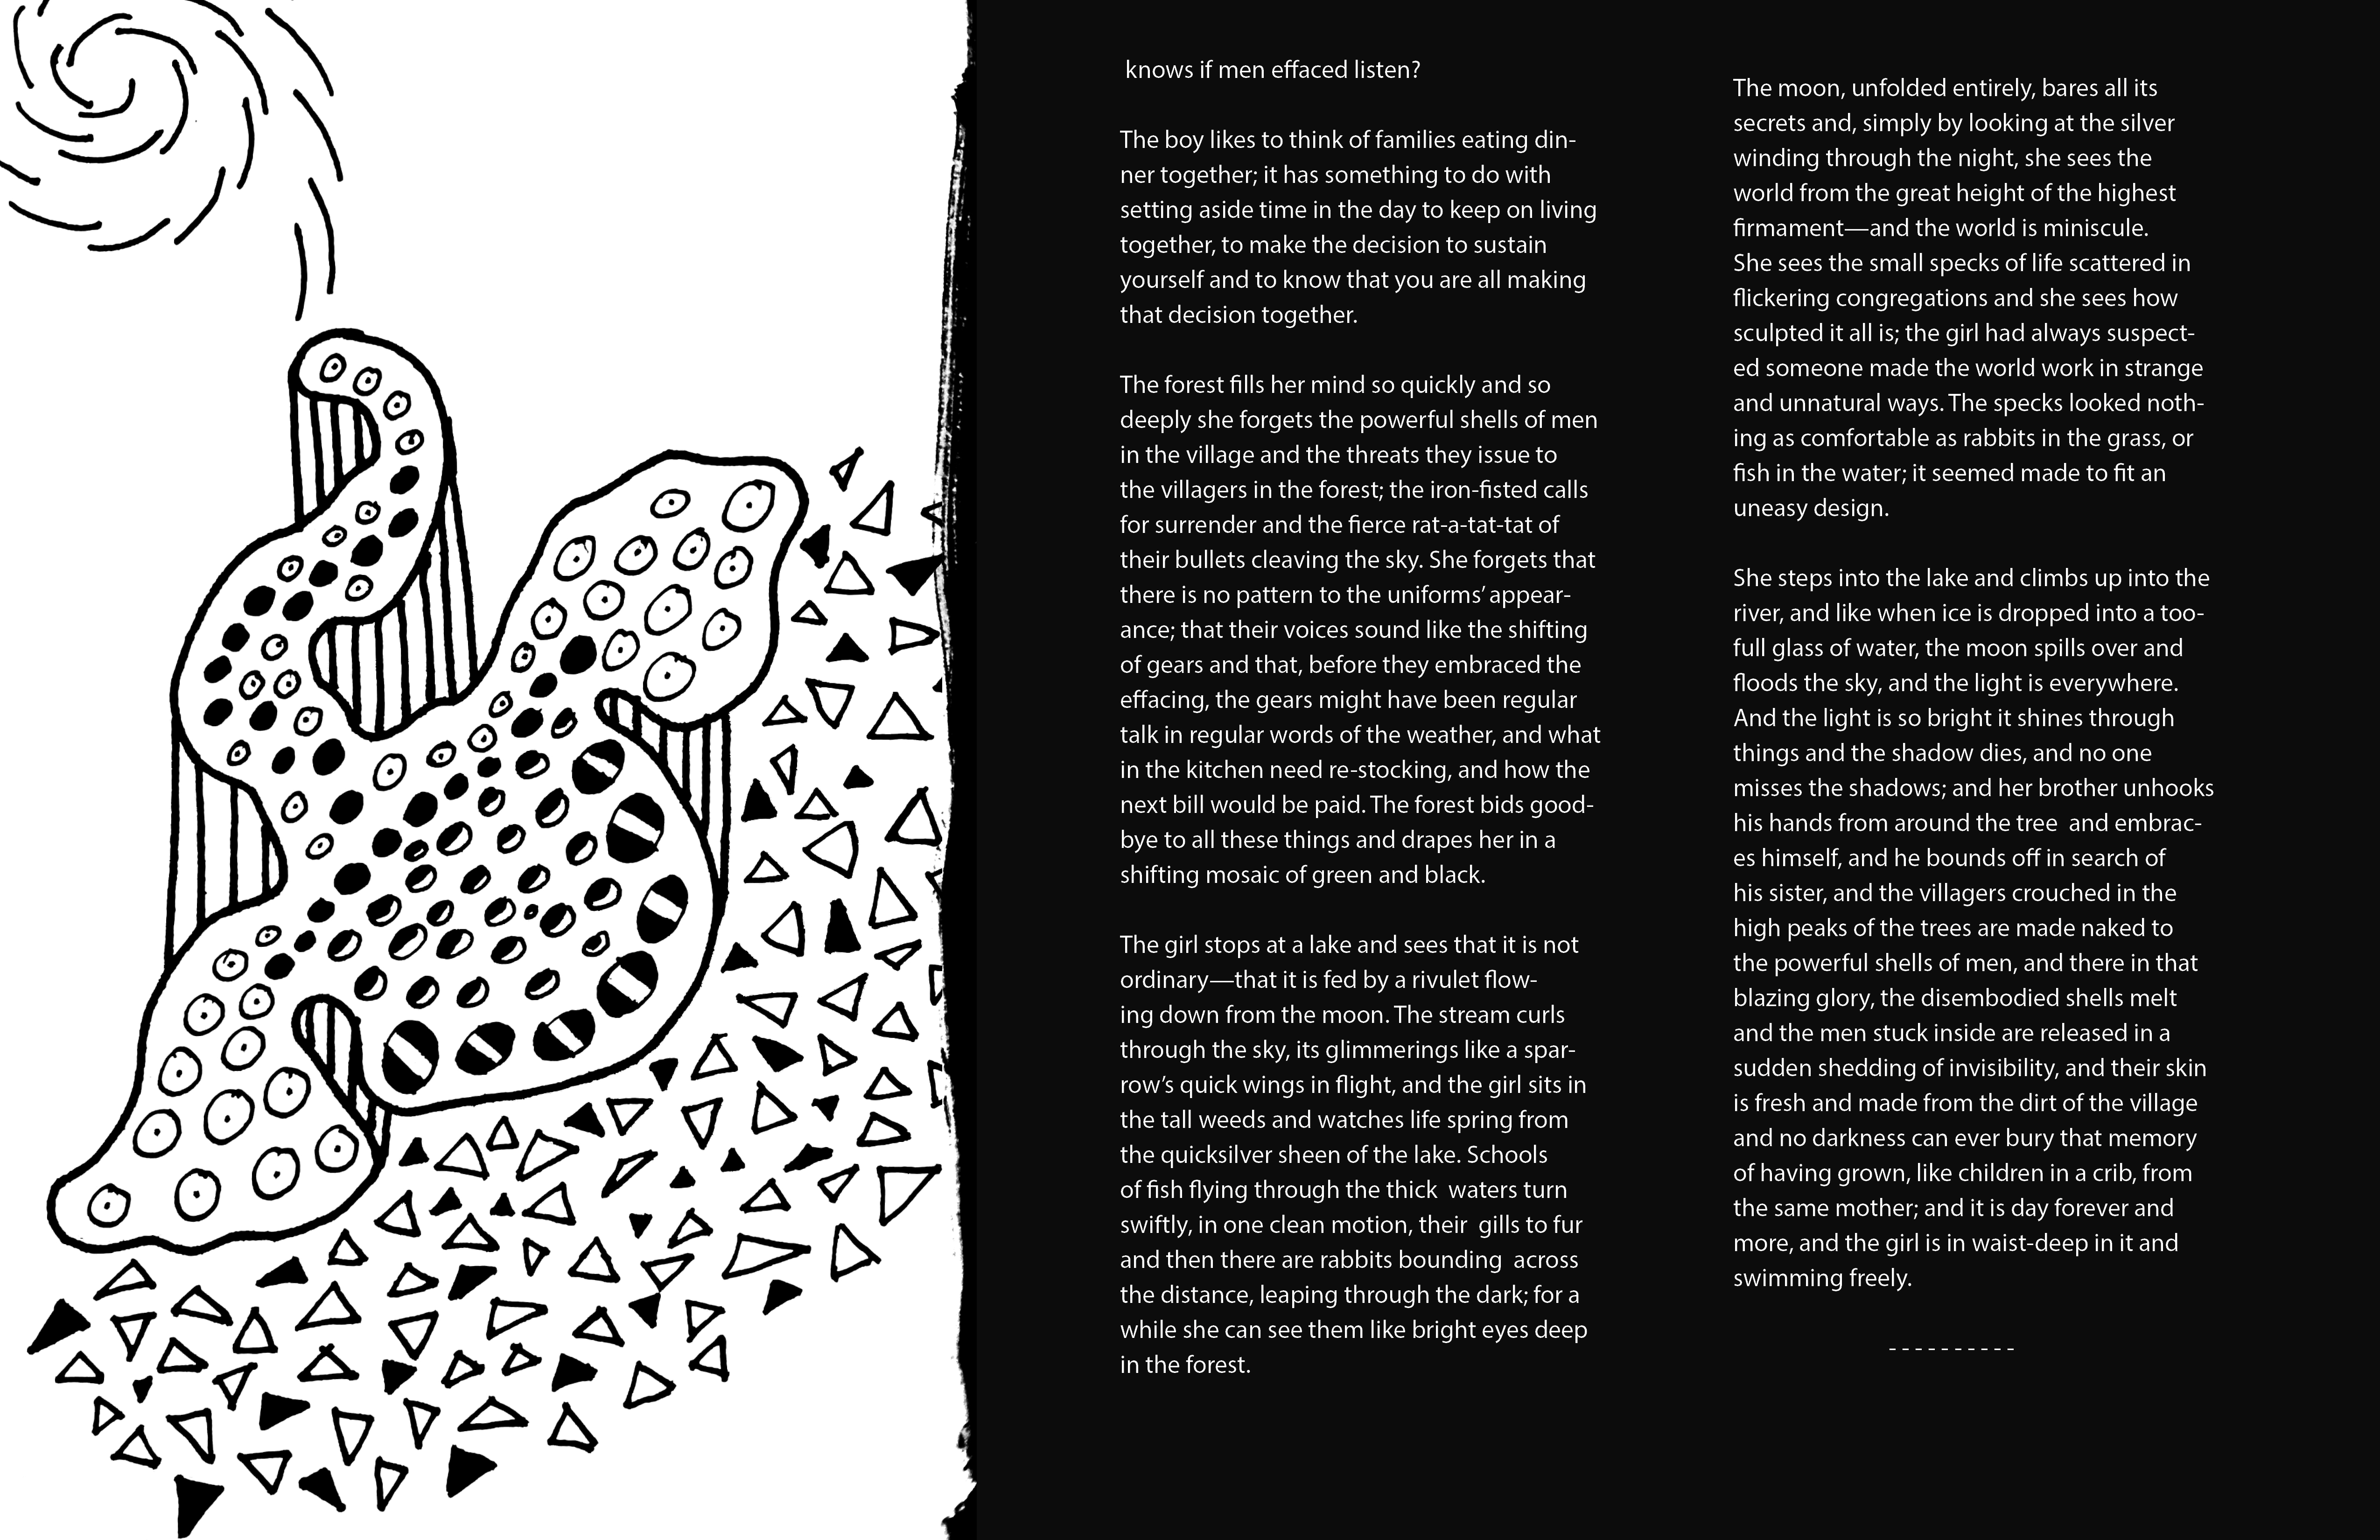 knows if men effaced listen?
The boy likes to think of families eating din-
ner together; it has something to do with
setting aside time in the day to keep on living
together, to make the decision to sustain
yourself and to know that you are all making
that decision together.
The forest fills her mind so quickly and so
deeply she forgets the powerful shells of men
in the village and the threats they issue to
the villagers in the forest; the iron-fisted calls
for surrender and the fierce rat-a-tat-tat of
their bullets cleaving the sky. She forgets that
there is no pattern to the uniforms’ appear-
ance; that their voices sound like the shifting
of gears and that, before they embraced the
effacing, the gears might have been regular
talk in regular words of the weather, and what
in the kitchen need re-stocking, and how the
next bill would be paid. The forest bids good-
bye to all these things and drapes her in a
shifting mosaic of green and black.
The girl stops at a lake and sees that it is not
ordinary—that it is fed by a rivulet flow-
ing down from the moon. The stream curls
through the sky, its glimmerings like a spar-
row’s quick wings in flight, and the girl sits in
the tall weeds and watches life spring from
the quicksilver sheen of the lake. Schools
of fish flying through the thick  waters turn
swiftly, in one clean motion, their  gills to fur
and then there are rabbits bounding  across
the distance, leaping through the dark; for a
while she can see them like bright eyes deep
in the forest.
The moon, unfolded entirely, bares all its
secrets and, simply by looking at the silver
winding through the night, she sees the
world from the great height of the highest
firmament—and the world is miniscule.
She sees the small specks of life scattered in
flickering congregations and she sees how
sculpted it all is; the girl had always suspect-
ed someone made the world work in strange
and unnatural ways. The specks looked noth-
ing as comfortable as rabbits in the grass, or
fish in the water; it seemed made to fit an
uneasy design.
She steps into the lake and climbs up into the
river, and like when ice is dropped into a too-
full glass of water, the moon spills over and
floods the sky, and the light is everywhere.
And the light is so bright it shines through
things and the shadow dies, and no one
misses the shadows; and her brother unhooks
his hands from around the tree  and embrac-
es himself, and he bounds off in search of
his sister, and the villagers crouched in the
high peaks of the trees are made naked to
the powerful shells of men, and there in that
blazing glory, the disembodied shells melt
and the men stuck inside are released in a
sudden shedding of invisibility, and their skin
is fresh and made from the dirt of the village
and no darkness can ever bury that memory
of having grown, like children in a crib, from
the same mother; and it is day forever and
more, and the girl is in waist-deep in it and
swimming freely.
- - - - - - - - - -